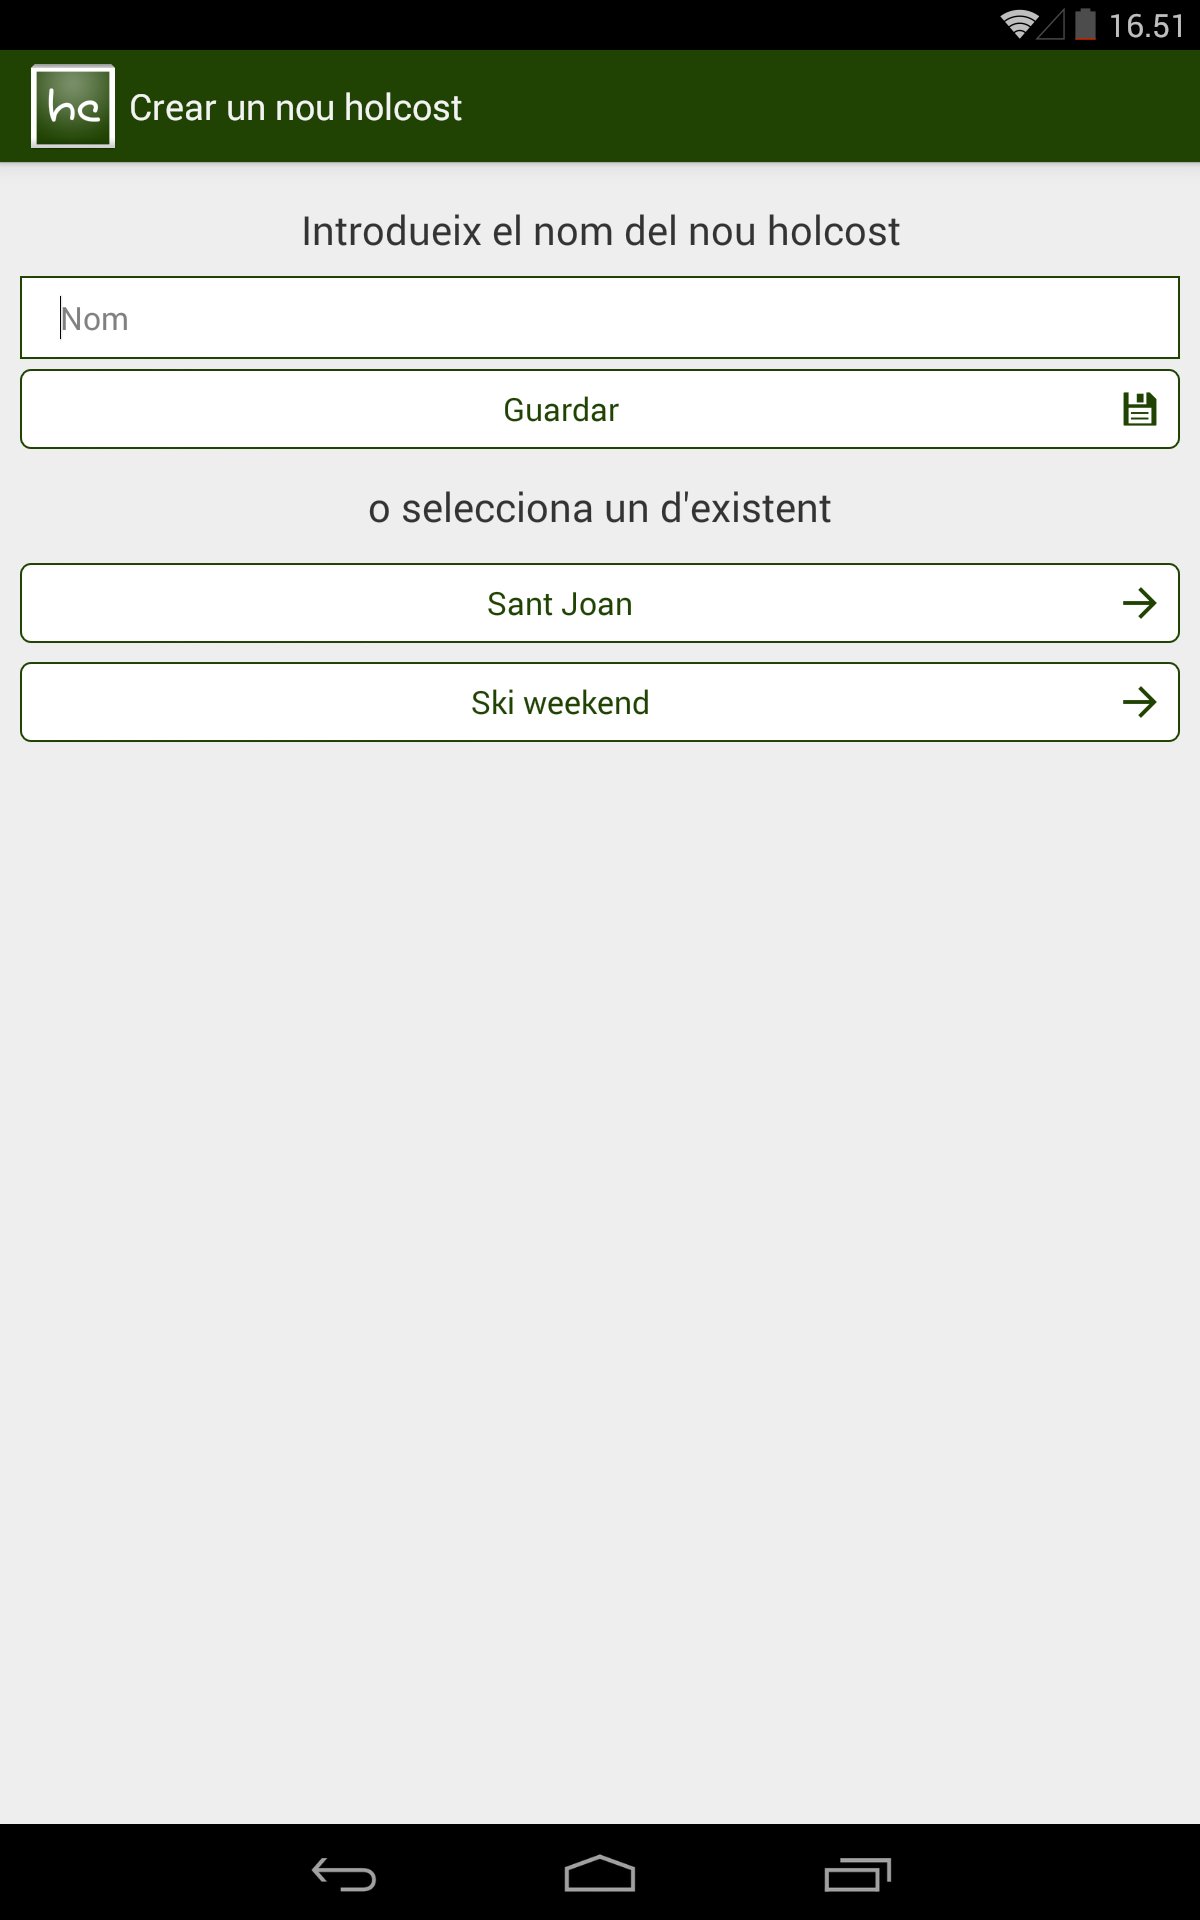 16.51
hc
Crear un nou holcost
Introdueix el nom del nou holcost
Nom
Guardar
o selecciona un d'existent
Sant Joan
Ski weekend